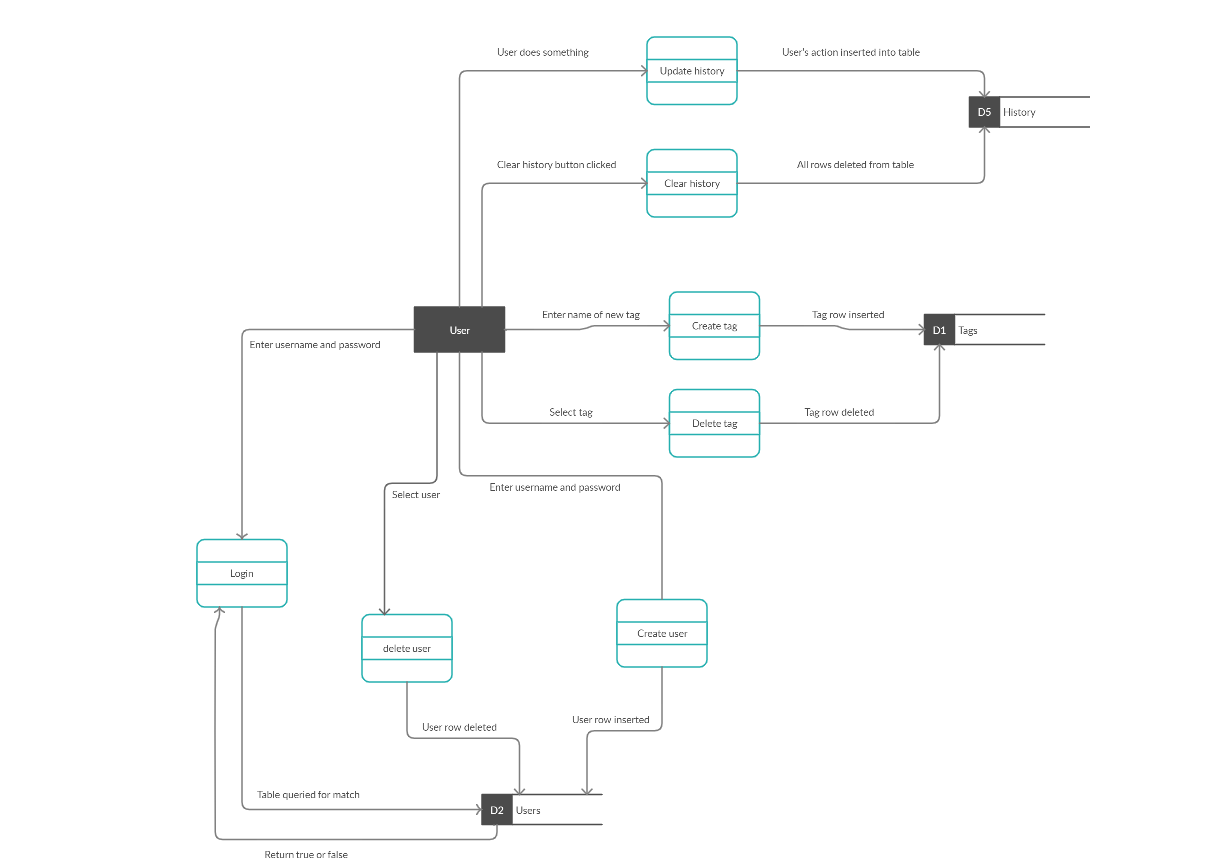 User does something
Update history
User's action inserted into table
D5
History
Clear history button clicked
Clear history
All rows deleted from table
User
Enter name of new tag
Create tag
Tag row inserted
D1
Tags
Enter username and password
Select tag
Delete tag
Tag row deleted
Select user
Enter username and password
Login
delete user
Create user
User row deleted
User row inserted
Table queried for match
D2
Users
Return true or false